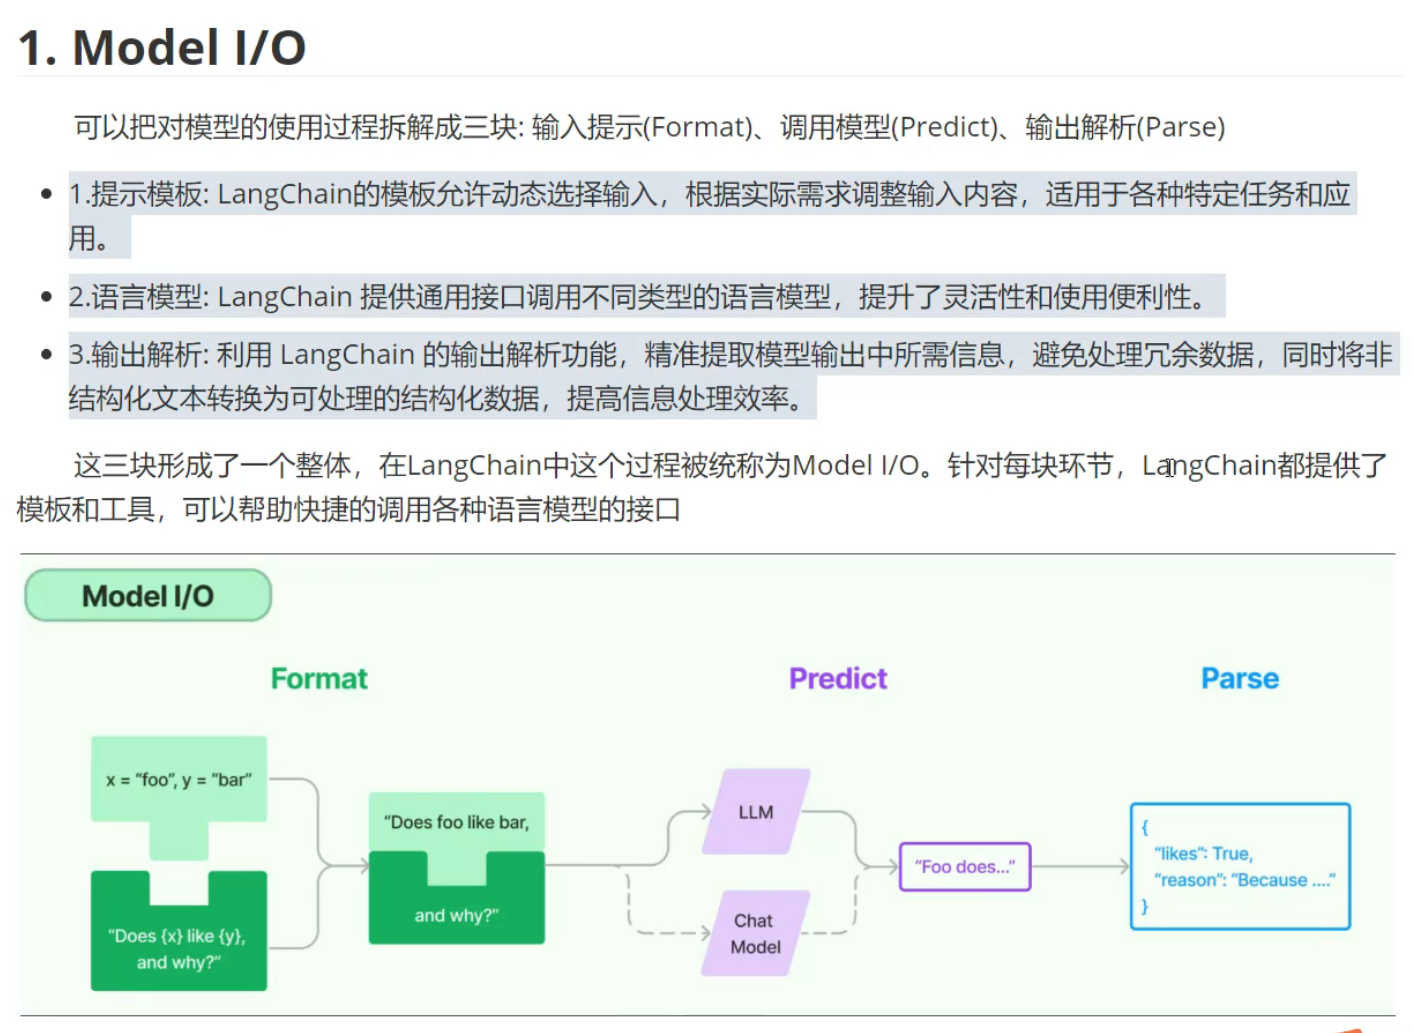 1. Model I/O
可以把对模型的使用过程拆解成三块: 输入提示(Format)、调用模型(Predict)、输出解析(Parse)
1.提示模板: LangChain的模板允许动态选择输入，根据实际需求调整输入内容，适用于各种特定任务和应
用。
2.语言模型: LangChain 提供通用接口调用不同类型的语言模型，提升了灵活性和使用便利性。
3.输出解析: 利用 LangChain 的输出解析功能，精准提取模型输出中所需信息，避免处理冗余数据，同时将非
结构化文本转换为可处理的结构化数据，提高信息处理效率。
这三块形成了一个整体，在LangChain中这个过程被统称为Model I/O。针对每块环节，LangChain都提供了
模板和工具，可以帮助快捷的调用各种语言模型的接口
Model I/O
Format
Predict
Parse
x = “foo”, y = “bar”
“Does {x} like {y},
and why?”
“Does foo like bar,
and why?”
LLM
Chat
Model
“Foo does...”
{
“likes”: True,
“reason”: “Because ....”
}